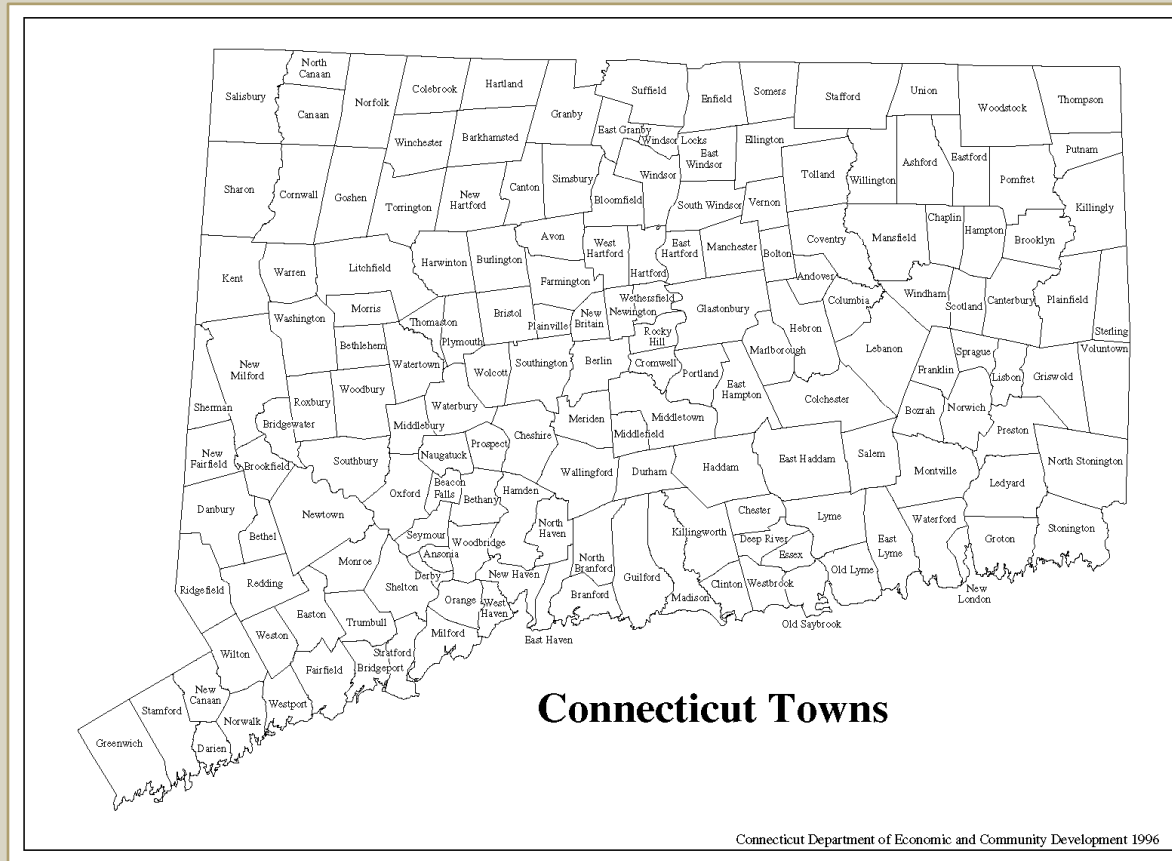 North
Canaan
Salisbury
Canaan
Norfolk
Colebrook
Hartland
Granby
Suffield
Enfield
Somers
Stafford
Union
Woodstock
Thompson
Winchester
Barkhamsted
East Granby
Windsor Locks
East
Windsor
Ellington
Tolland
Willington
Ashford
Eastford
Pomfret
Putnam
Killingly
Sharon
Cornwall
Goshen
Torrington
New
Hartford
Canton
Simsbury
Bloomfield
Windsor
South Windsor
Vernon
Coventry
Mansfield
Chaplin
Hampton
Brooklyn
Kent
Warren
Litchfield
Harwinton
Burlington
Avon
Farmington
West
Hartford
Hartford
East
Hartford
Manchester
Bolton
Andover
Columbia
Windham
Scotland
Canterbury
Plainfield
Sterling
Washington
Morris
Thomaston
Plymouth
Bristol
Plainville
New
Britain
Wethersfield
Newington
Rocky
Hill
Glastonbury
Hebron
Marlborough
Lebanon
Franklin
Sprague
Lisbon
Griswold
Voluntown
New
Milford
Bethlehem
Watertown
Wolcott
Southington
Berlin
Cromwell
Portland
East
Hampton
Colchester
Bozrah
Norwich
Preston
North Stonington
Sherman
Roxbury
Woodbury
Bridgewater
Middlebury
Waterbury
Cheshire
Meriden
Middletown
Middlefield
New
Fairfield
Brookfield
Southbury
Naugatuck
Prospect
Wallingford
Durham
Haddam
East Haddam
Salem
Montville
Ledyard
Danbury
Bethel
Newtown
Oxford
Beacon
Falls
Bethany
Hamden
North
Haven
Killingworth
Chester
Deep River
Essex
Lyme
East
Lyme
Waterford
Groton
Stonington
Seymour
Woodbridge
Ansonia
Derby
New Haven
North
Branford
Branford
Guilford
Madison
Clinton
Westbrook
Old Lyme
New
London
Old Saybrook
Ridgefield
Redding
Monroe
Shelton
Orange
West
Haven
East Haven
Milford
Easton
Trumbull
Stratford
Bridgeport
Fairfield
Weston
Wilton
Westport
Norwalk
New
Canaan
Darien
Stamford
Greenwich
Connecticut Towns
Connecticut Department of Economic and Community Development 1996